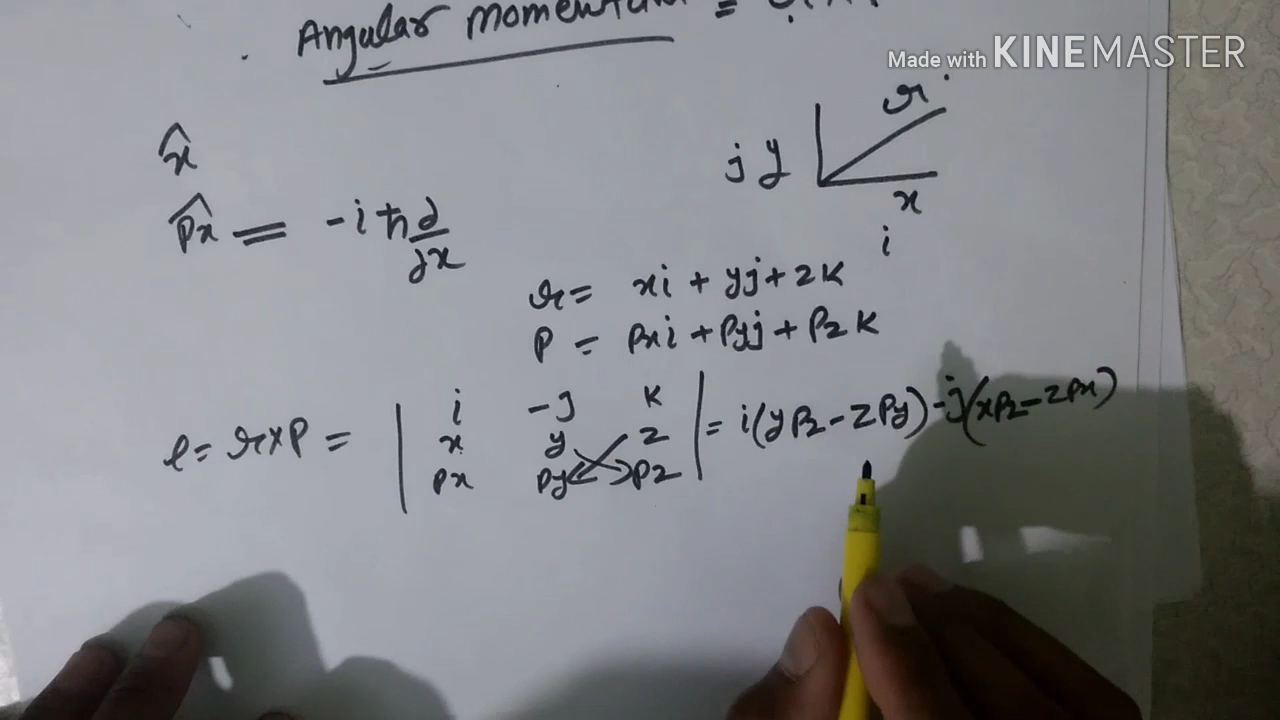 Angular momentum =
Made with KINEMASTER
r
x̂
j y
p̂x = -iħ ∂/∂x
x
i
r = xi + yj + zk
p = pxi + pyj + pzk
i -j k
l = r×p = | x y z | = i(ypz - zpy) - j(xpz - zpx)
px py pz